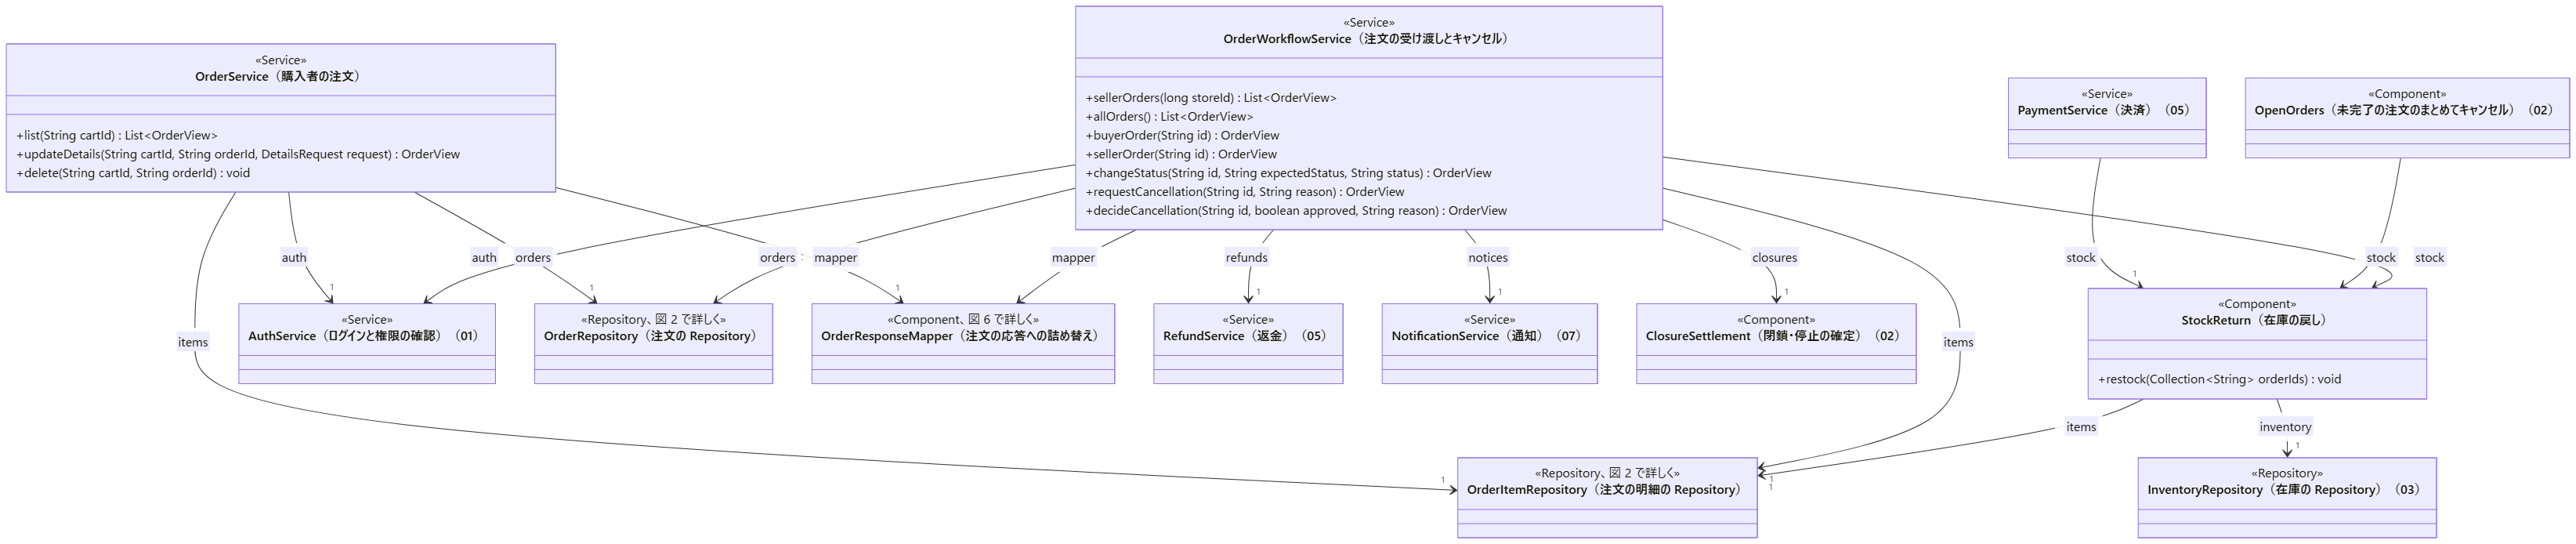 «Service»
OrderService（購入者の注文）
+list(String cartId) : List<OrderView>
+updateDetails(String cartId, String orderId, DetailsRequest request) : OrderView
+delete(String cartId, String orderId) : void
«Service»
OrderWorkflowService（注文の受け渡しとキャンセル）
+sellerOrders(long storeId) : List<OrderView>
+allOrders() : List<OrderView>
+buyerOrder(String id) : OrderView
+sellerOrder(String id) : OrderView
+changeStatus(String id, String expectedStatus, String status) : OrderView
+requestCancellation(String id, String reason) : OrderView
+decideCancellation(String id, boolean approved, String reason) : OrderView
«Service»
PaymentService（決済）（05）
«Component»
OpenOrders（未完了の注文のまとめてキャンセル）（02）
auth
auth
orders
orders
mapper
mapper
refunds
notices
closures
stock
stock
stock
1
1
1
1
1
1
1
«Service»
AuthService（ログインと権限の確認）（01）
«Repository、図 2 で詳しく»
OrderRepository（注文の Repository）
«Component、図 6 で詳しく»
OrderResponseMapper（注文の応答への詰め替え）
«Service»
RefundService（返金）（05）
«Service»
NotificationService（通知）（07）
«Component»
ClosureSettlement（閉鎖・停止の確定）（02）
«Component»
StockReturn（在庫の戻し）
+restock(Collection<String> orderIds) : void
items
items
items
inventory
1
1
1
1
«Repository、図 2 で詳しく»
OrderItemRepository（注文の明細の Repository）
«Repository»
InventoryRepository（在庫の Repository）（03）